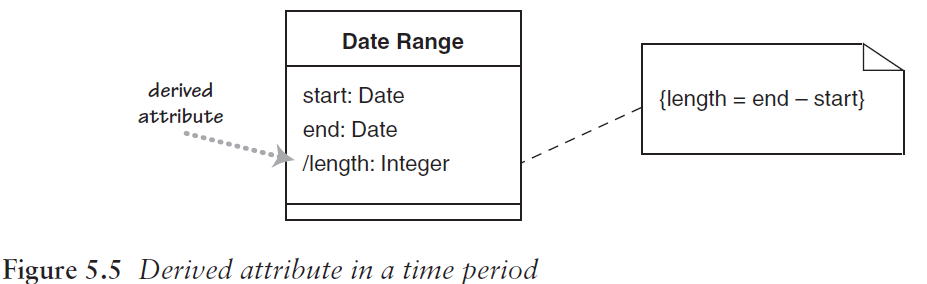 Date Range
derived
attribute
start: Date
end: Date
/length: Integer
{length = end – start}
Figure 5.5 Derived attribute in a time period